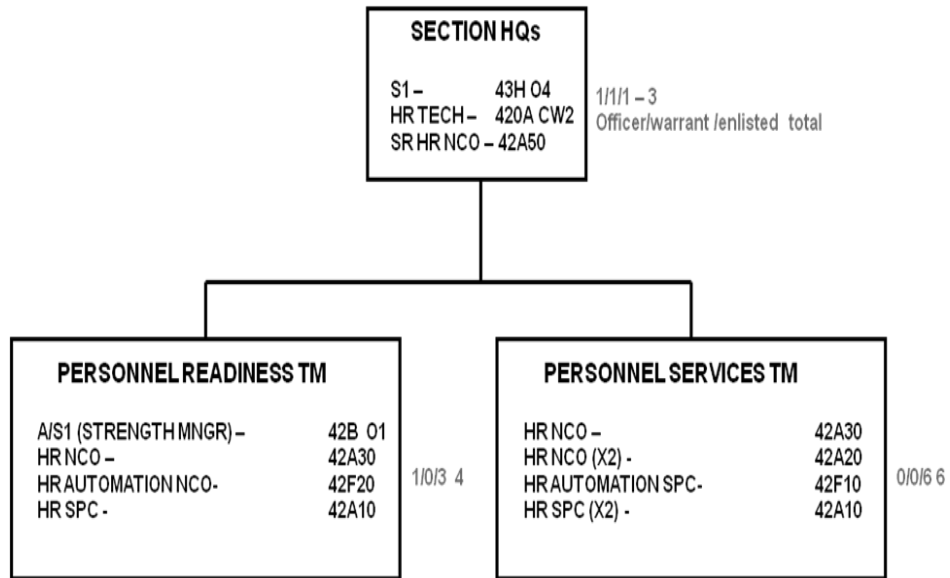 SECTION HQs
S1 – 43H O4
HR TECH – 420A CW2
SR HR NCO – 42A50
1/1/1 – 3
Officer/warrant /enlisted total
PERSONNEL READINESS TM
A/S1 (STRENGTH MNGR) – 42B O1
HR NCO – 42A30
HR AUTOMATION NCO- 42F20
HR SPC - 42A10
1/0/3 4
PERSONNEL SERVICES TM
HR NCO – 42A30
HR NCO (X2) - 42A20
HR AUTOMATION SPC- 42F10
HR SPC (X2) - 42A10
0/0/6 6